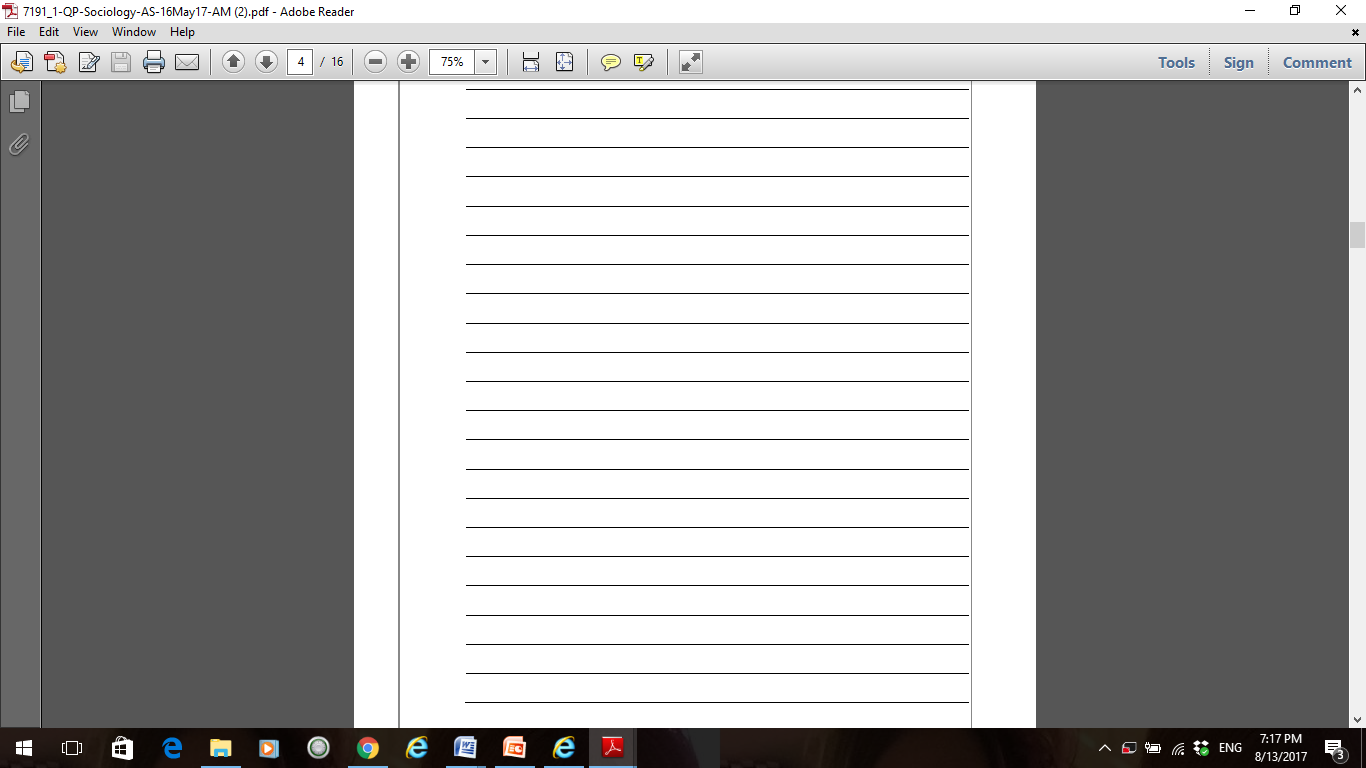 7191_1-QP-Sociology-AS-16May17-AM (2).pdf - Adobe Reader
File Edit View Window Help
4 / 16 75% Tools Sign Comment
ENG
7:17 PM
8/13/2017
3